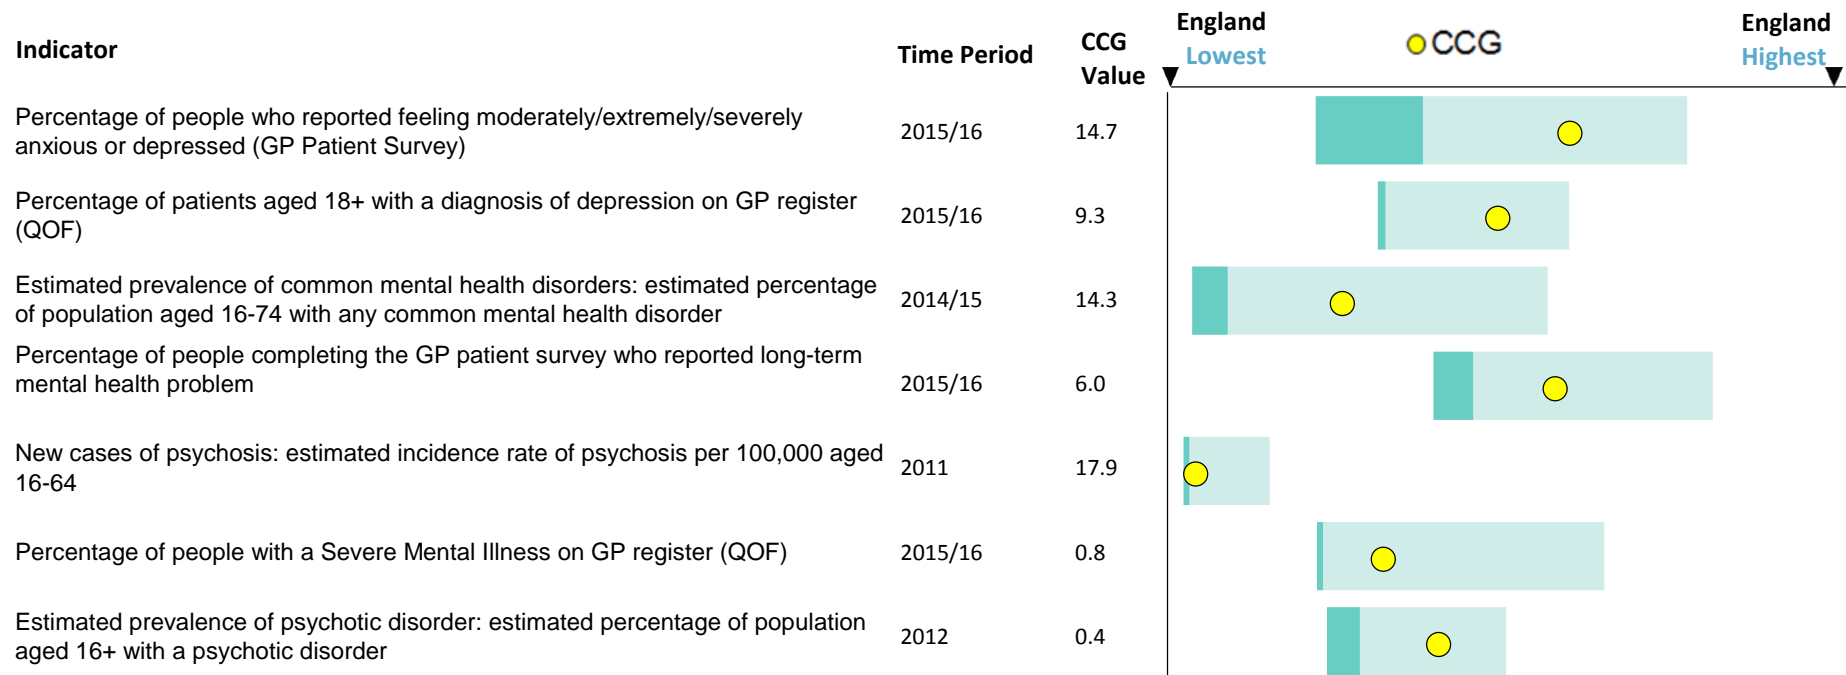 Indicator
Time Period
CCG
Value
England
Lowest
CCG
England
Highest
Percentage of people who reported feeling moderately/extremely/severely
anxious or depressed (GP Patient Survey)
2015/16
14.7
Percentage of patients aged 18+ with a diagnosis of depression on GP register
(QOF)
2015/16
9.3
Estimated prevalence of common mental health disorders: estimated percentage
of population aged 16-74 with any common mental health disorder
2014/15
14.3
Percentage of people completing the GP patient survey who reported long-term
mental health problem
2015/16
6.0
New cases of psychosis: estimated incidence rate of psychosis per 100,000 aged
16-64
2011
17.9
Percentage of people with a Severe Mental Illness on GP register (QOF)
2015/16
0.8
Estimated prevalence of psychotic disorder: estimated percentage of population
aged 16+ with a psychotic disorder
2012
0.4